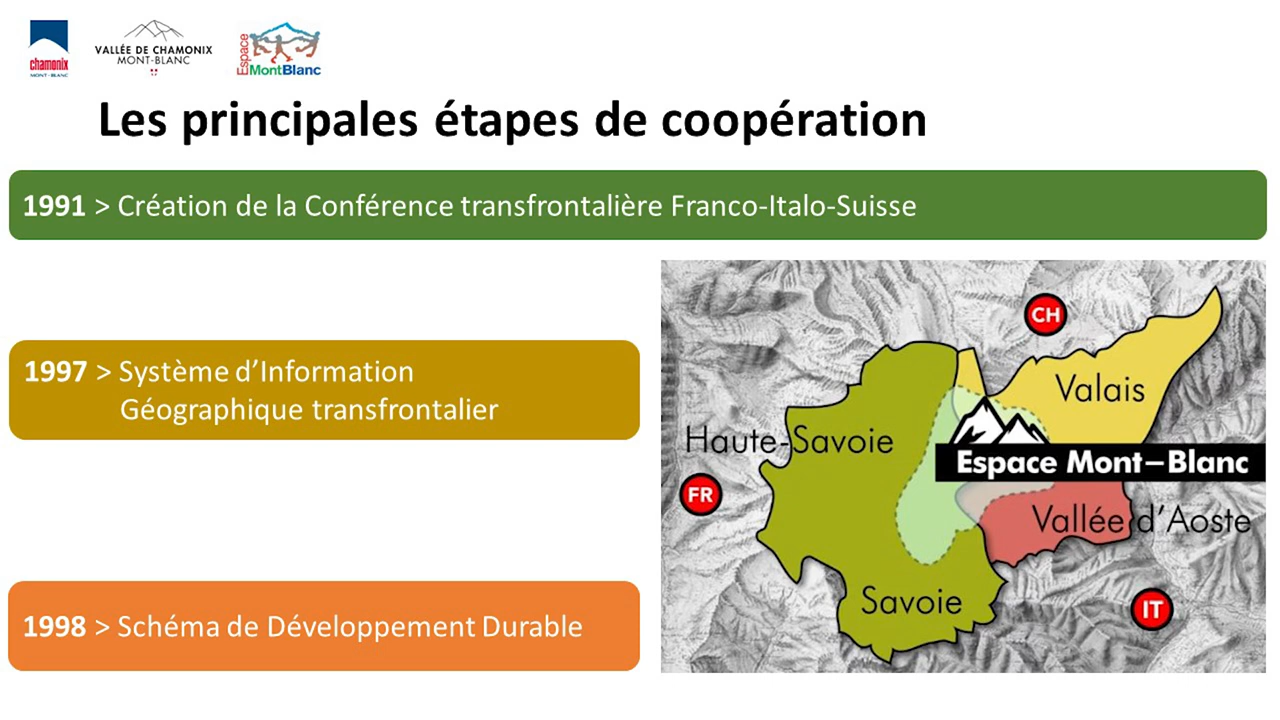 chamonix
MONT-BLANC
VALLÉE DE CHAMONIX
MONT-BLANC
Espace
MontBlanc
Les principales étapes de coopération
1991 > Création de la Conférence transfrontalière Franco-Italo-Suisse
1997 > Système d’Information
Géographique transfrontalier
1998 > Schéma de Développement Durable
CH
Valais
Haute-Savoie
Espace Mont–Blanc
FR
Vallée d’Aoste
Savoie
IT